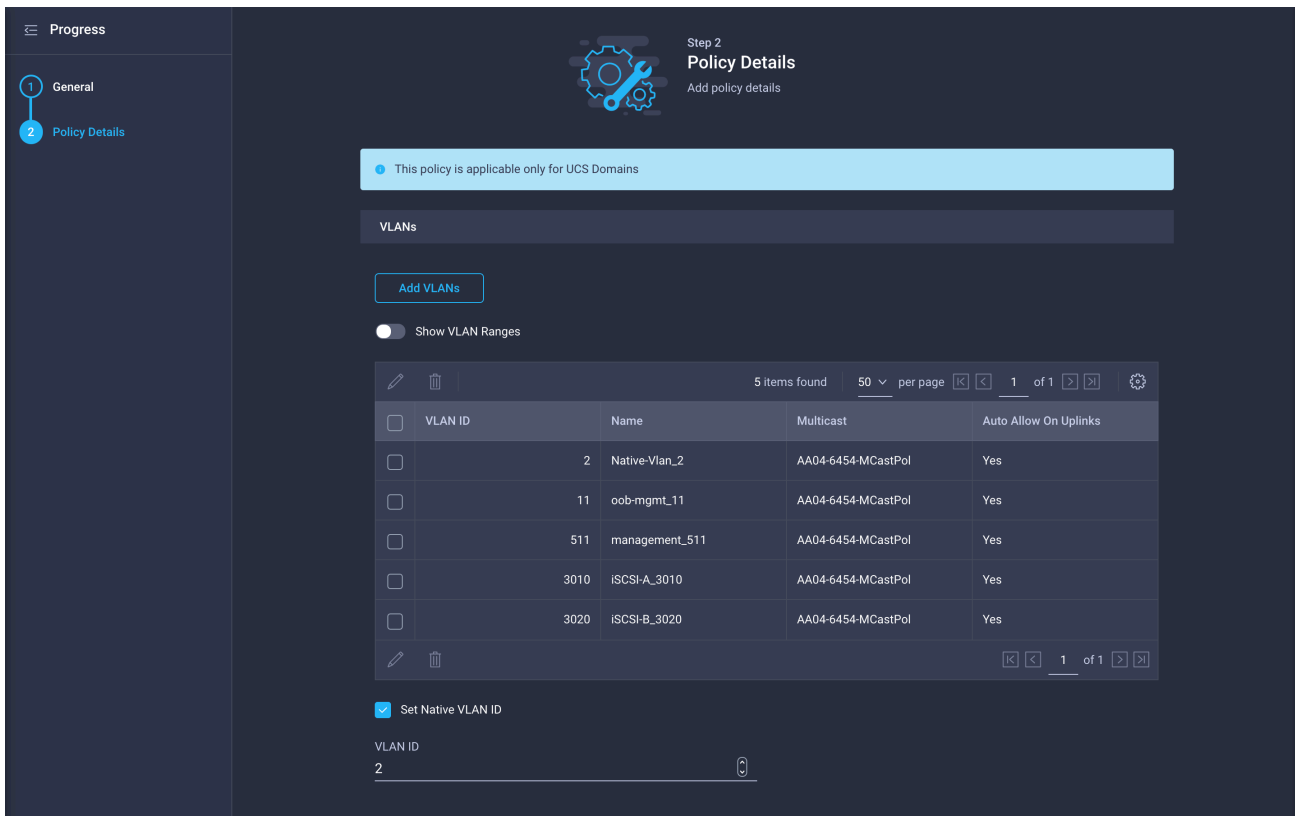 Progress
1 General
2 Policy Details
Step 2
Policy Details
Add policy details
This policy is applicable only for UCS Domains
VLANs
Add VLANs
Show VLAN Ranges
5 items found 50 per page 1 of 1
VLAN ID Name Multicast Auto Allow On Uplinks
2 Native-Vlan_2 AA04-6454-MCastPol Yes
11 oob-mgmt_11 AA04-6454-MCastPol Yes
511 management_511 AA04-6454-MCastPol Yes
3010 iSCSI-A_3010 AA04-6454-MCastPol Yes
3020 iSCSI-B_3020 AA04-6454-MCastPol Yes
1 of 1
Set Native VLAN ID
VLAN ID
2